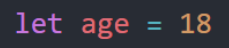 let age = 18